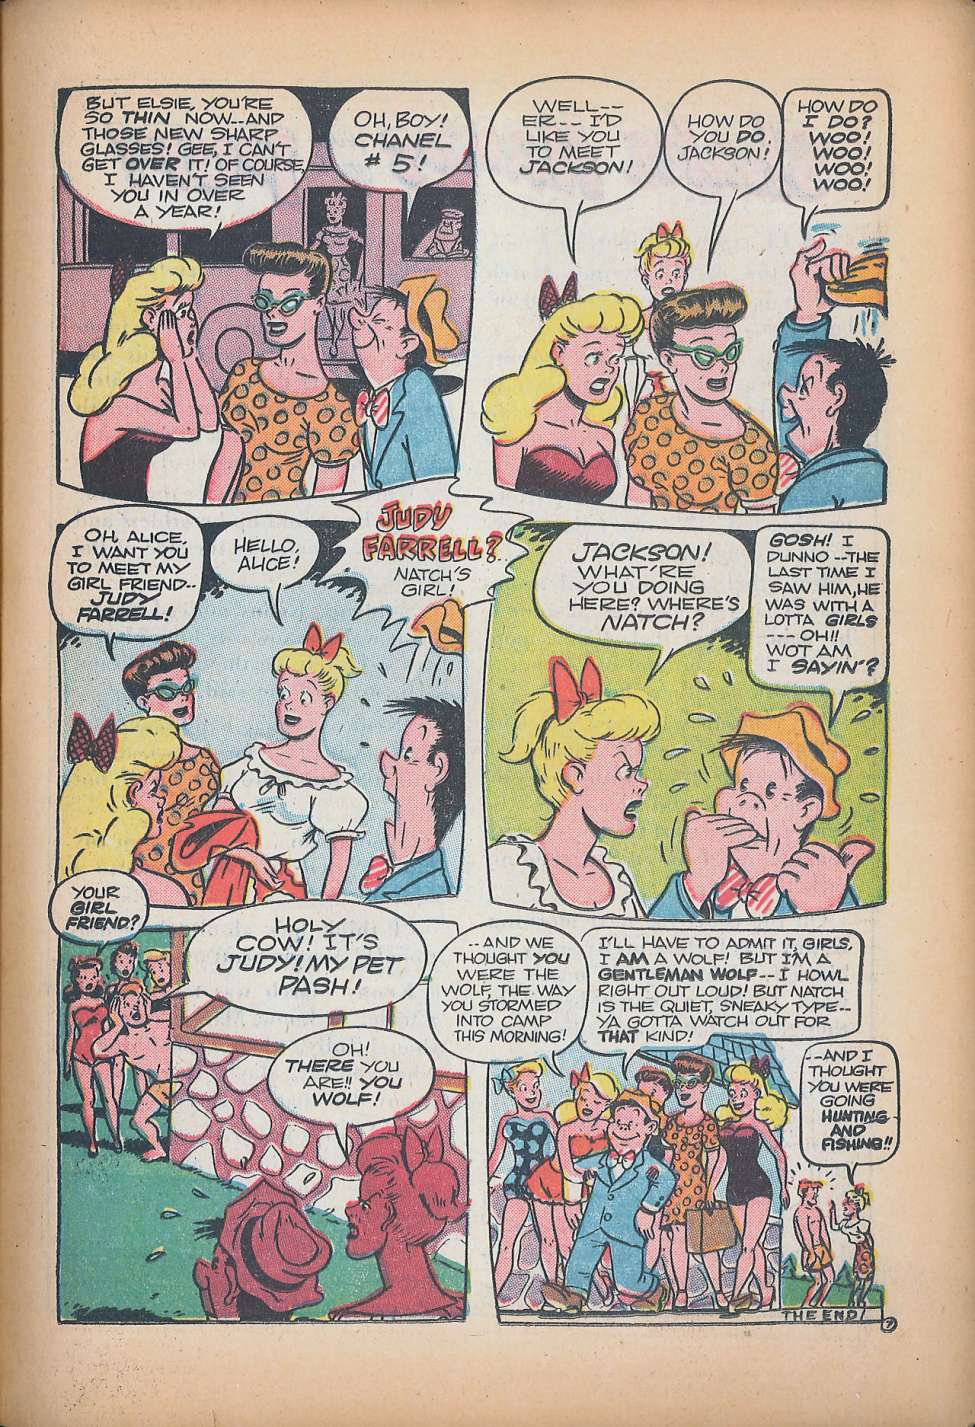 BUT ELSIE, YOU'RE
SO THIN NOW--AND
THOSE NEW SHARP
GLASSES! GEE, I CAN'T
GET OVER IT! OF COURSE,
I HAVEN'T SEEN
YOU IN OVER
A YEAR!
OH, BOY!
CHANEL
#5!
WELL--
ER--I'D
LIKE YOU
TO MEET
JACKSON!
HOW DO
YOU DO,
JACKSON!
HOW DO
I DO?
WOO!
WOO!
WOO!
WOO!
OH, ALICE,
I WANT YOU
TO MEET MY
GIRL FRIEND--
JUDY
FARRELL!
HELLO,
ALICE!
JUDY
FARRELL?
NATCH'S
GIRL!
JACKSON!
WHAT'RE
YOU DOING
HERE? WHERE'S
NATCH?
GOSH! I
DUNNO--THE
LAST TIME I
SAW HIM, HE
WAS WITH A
LOTTA GIRLS
---OH!!
WOT AM
I SAYIN'?
YOUR
GIRL
FRIEND?
HOLY
COW! IT'S
JUDY! MY PET
PASH!
OH!
THERE YOU
ARE!! YOU
WOLF!
--AND WE
THOUGHT YOU
WERE THE
WOLF, THE WAY
YOU STORMED
INTO CAMP
THIS MORNING!
I'LL HAVE TO ADMIT IT, GIRLS,
I AM A WOLF! BUT I'M A
GENTLEMAN WOLF--I HOWL
RIGHT OUT LOUD! BUT NATCH
IS THE QUIET, SNEAKY TYPE--
YA GOTTA WATCH OUT FOR
THAT KIND!
--AND I
THOUGHT
YOU WERE
GOING
HUNTING
AND
FISHING!!
THE END!
7